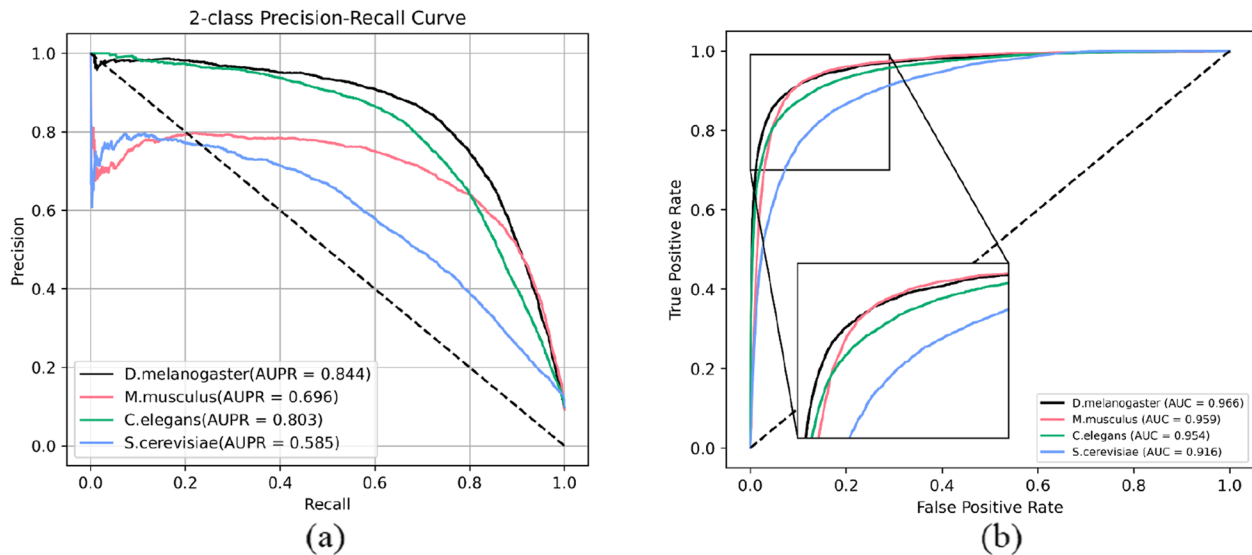 2-class Precision-Recall Curve
Precision
1.0
0.8
0.6
0.4
0.2
0.0
D.melanogaster(AUPR = 0.844)
M.musculus(AUPR = 0.696)
C.elegans(AUPR = 0.803)
S.cerevisiae(AUPR = 0.585)
0.0 0.2 0.4 0.6 0.8 1.0
Recall
(a)
True Positive Rate
1.0
0.8
0.6
0.4
0.2
0.0
D.melanogaster (AUC = 0.966)
M.musculus (AUC = 0.959)
C.elegans (AUC = 0.954)
S.cerevisiae (AUC = 0.916)
0.0 0.2 0.4 0.6 0.8 1.0
False Positive Rate
(b)